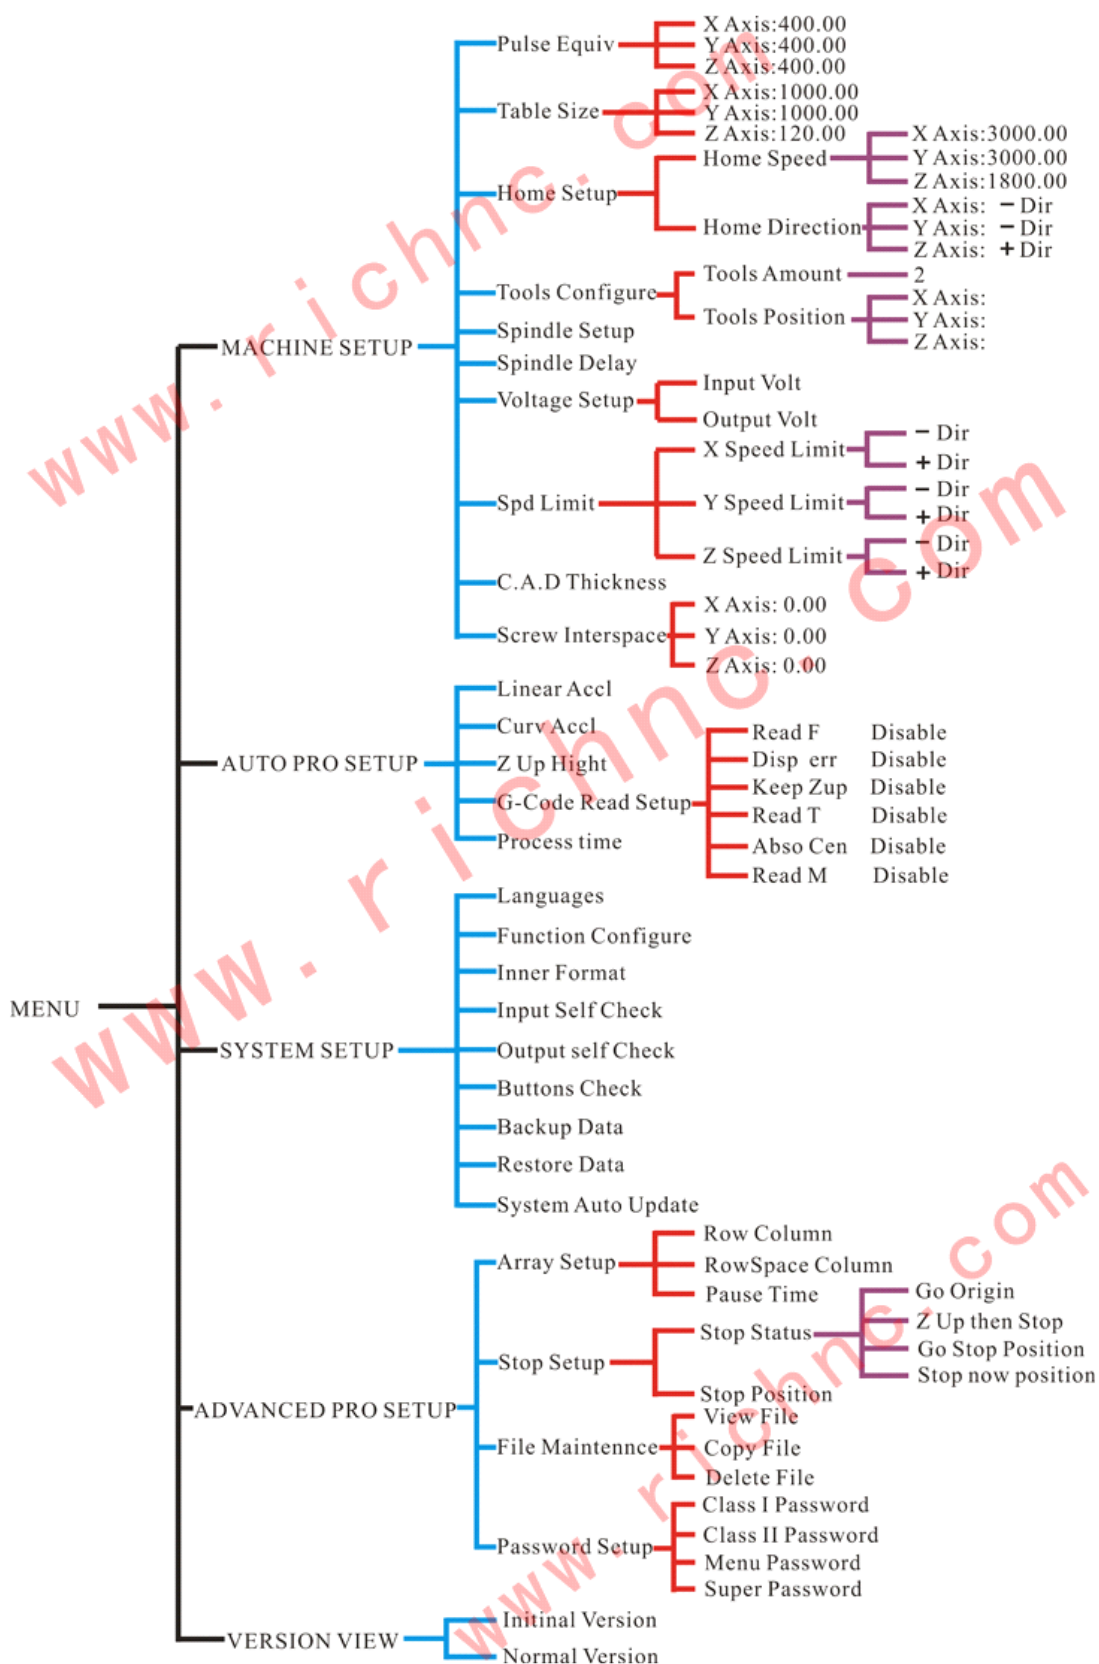 MENU
MACHINE SETUP
Pulse Equiv
X Axis:400.00
Y Axis:400.00
Z Axis:400.00
Table Size
X Axis:1000.00
Y Axis:1000.00
Z Axis:120.00
Home Setup
Home Speed
X Axis:3000.00
Y Axis:3000.00
Z Axis:1800.00
Home Direction
X Axis: － Dir
Y Axis: － Dir
Z Axis: + Dir
Tools Configure
Tools Amount
2
Tools Position
X Axis:
Y Axis:
Z Axis:
Spindle Setup
Spindle Delay
Voltage Setup
Input Volt
Output Volt
Spd Limit
X Speed Limit
－ Dir
+ Dir
Y Speed Limit
－ Dir
+ Dir
Z Speed Limit
－ Dir
+ Dir
C.A.D Thickness
Screw Interspace
X Axis: 0.00
Y Axis: 0.00
Z Axis: 0.00
AUTO PRO SETUP
Linear Accl
Curv Accl
Z Up Hight
G-Code Read Setup
Read F Disable
Disp err Disable
Keep Zup Disable
Read T Disable
Abso Cen Disable
Read M Disable
Process time
SYSTEM SETUP
Languages
Function Configure
Inner Format
Input Self Check
Output self Check
Buttons Check
Backup Data
Restore Data
System Auto Update
ADVANCED PRO SETUP
Array Setup
Row Column
RowSpace Column
Pause Time
Stop Setup
Stop Status
Go Origin
Z Up then Stop
Go Stop Position
Stop now position
Stop Position
File Maintennce
View File
Copy File
Delete File
Password Setup
Class I Password
Class II Password
Menu Password
Super Password
VERSION VIEW
Initinal Version
Normal Version
www.richnc.com
www.richnc.com
www.richnc.com